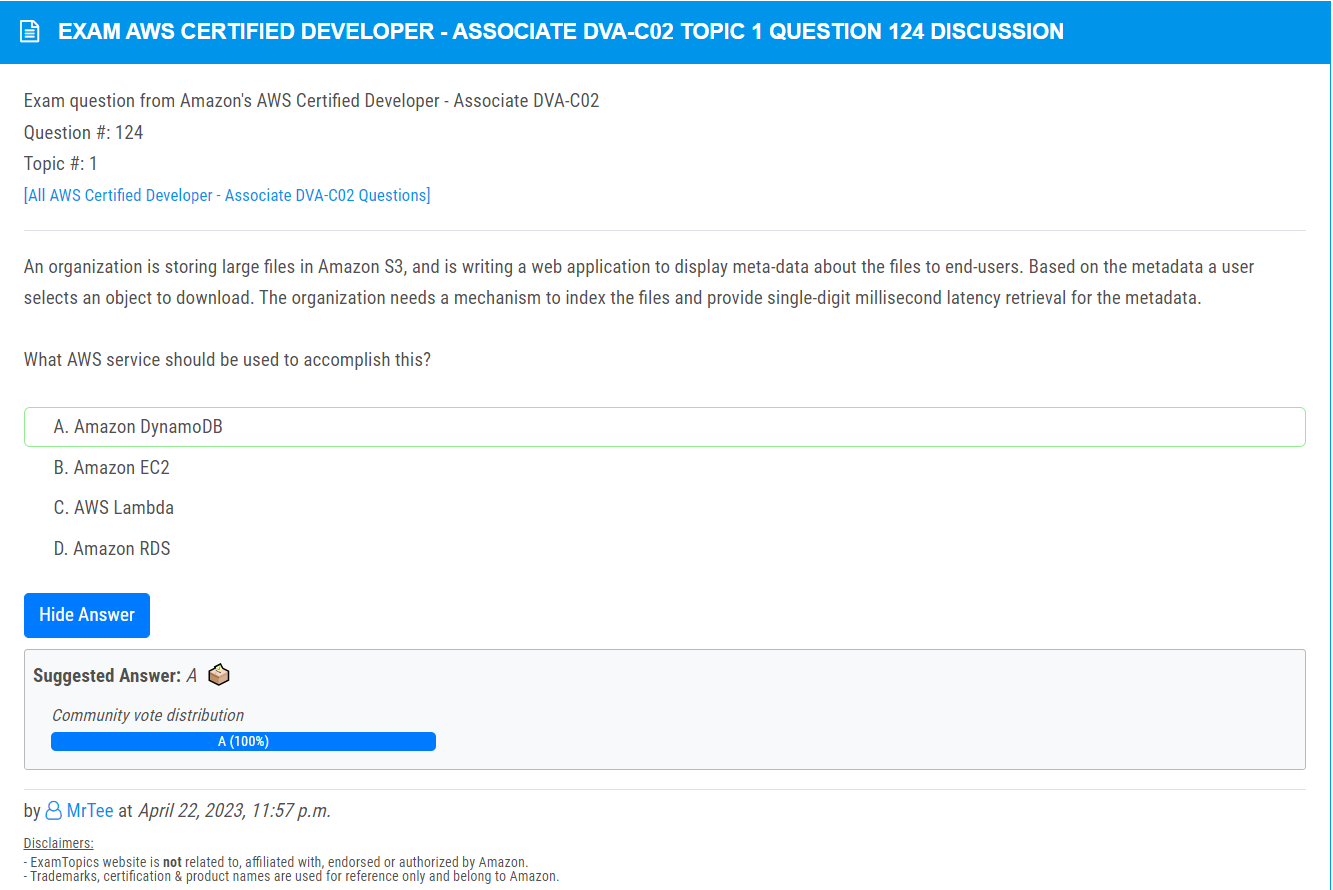 EXAM AWS CERTIFIED DEVELOPER - ASSOCIATE DVA-C02 TOPIC 1 QUESTION 124 DISCUSSION
Exam question from Amazon's AWS Certified Developer - Associate DVA-C02
Question #: 124
Topic #: 1
[All AWS Certified Developer - Associate DVA-C02 Questions]
An organization is storing large files in Amazon S3, and is writing a web application to display meta-data about the files to end-users. Based on the metadata a user
selects an object to download. The organization needs a mechanism to index the files and provide single-digit millisecond latency retrieval for the metadata.
What AWS service should be used to accomplish this?
A. Amazon DynamoDB
B. Amazon EC2
C. AWS Lambda
D. Amazon RDS
Hide Answer
Suggested Answer: A
Community vote distribution
A (100%)
by MrTee at April 22, 2023, 11:57 p.m.
Disclaimers:
- ExamTopics website is not related to, affiliated with, endorsed or authorized by Amazon.
- Trademarks, certification & product names are used for reference only and belong to Amazon.